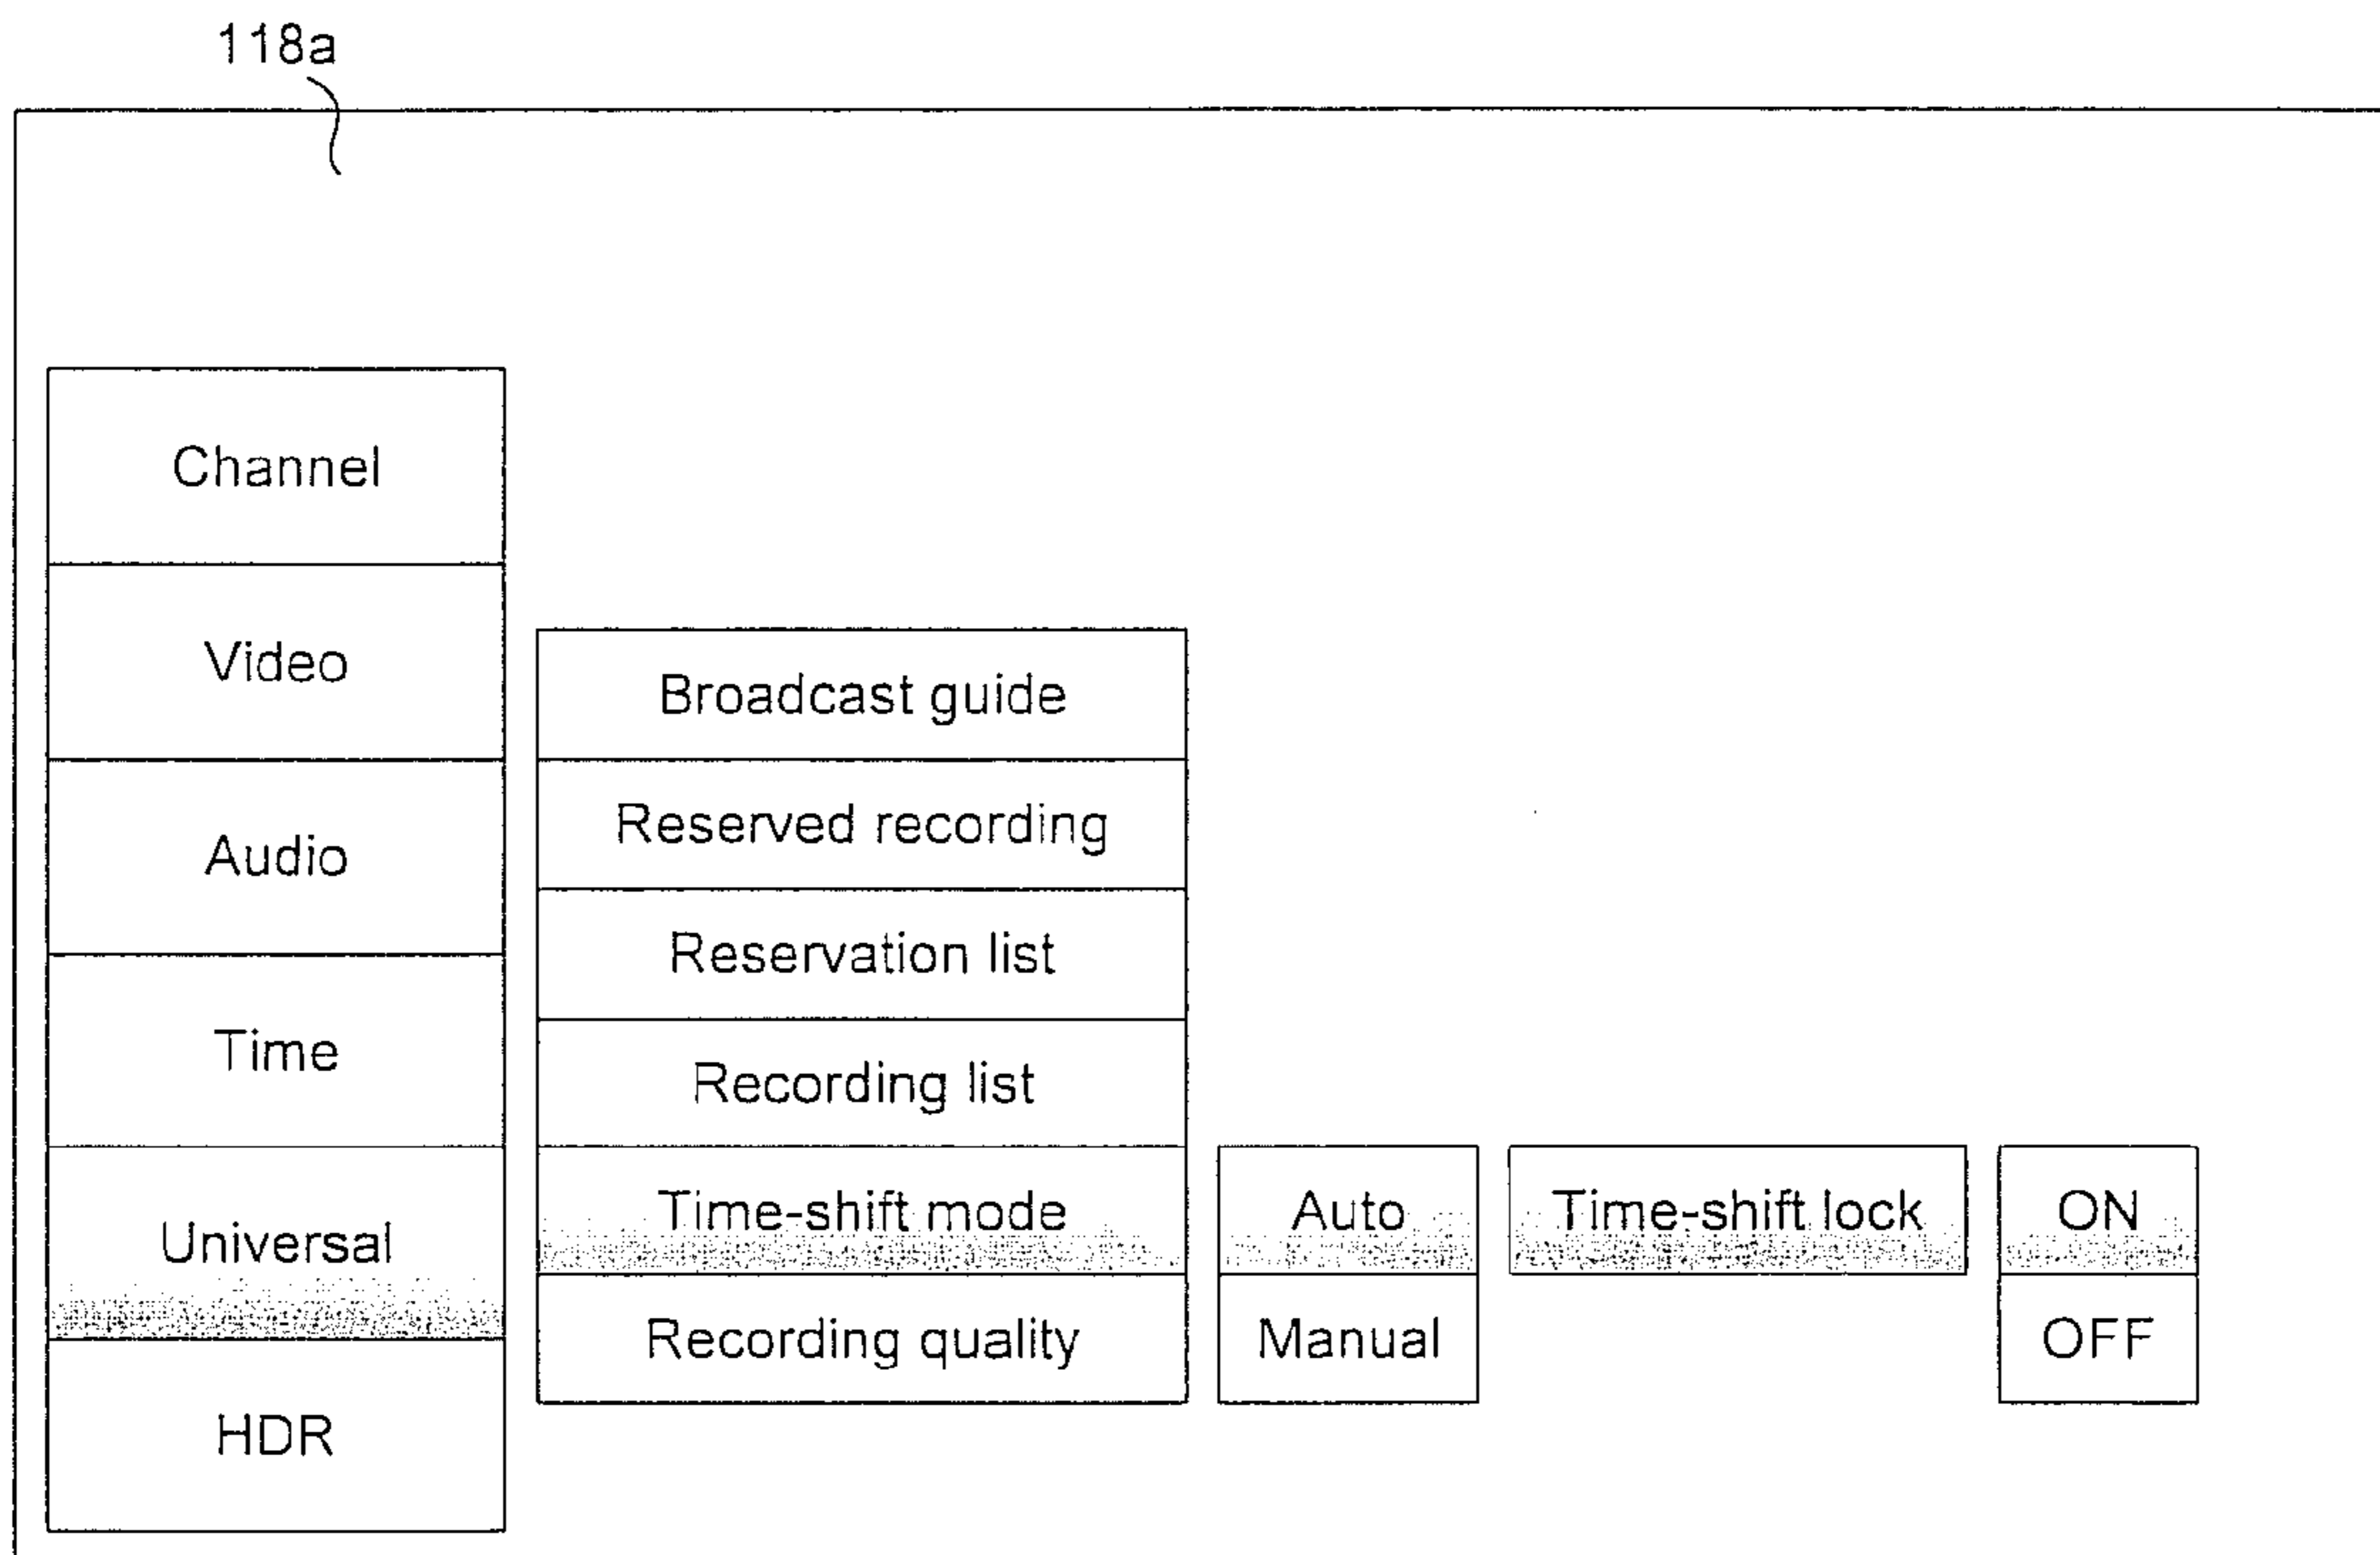 118a
Channel
Video
Audio
Time
Universal
HDR
Broadcast guide
Reserved recording
Reservation list
Recording list
Time-shift mode
Recording quality
Auto
Manual
Time-shift lock
ON
OFF